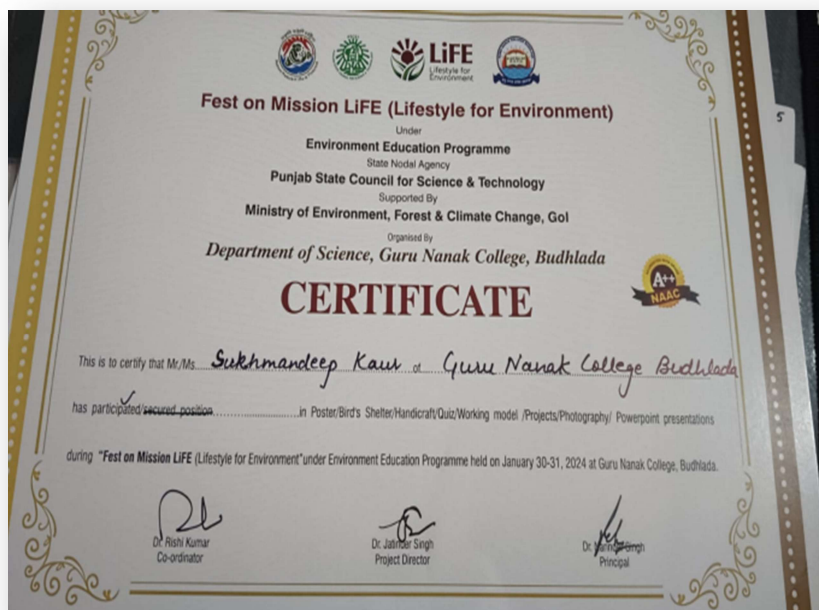 LiFE
Lifestyle for
Environment
Fest on Mission LiFE (Lifestyle for Environment)
Under
Environment Education Programme
State Nodal Agency
Punjab State Council for Science & Technology
Supported By
Ministry of Environment, Forest & Climate Change, GoI
Organised By
Department of Science, Guru Nanak College, Budhlada
A++
NAAC
CERTIFICATE
This is to certify that Mr./Ms. Sukhmandeep Kaur of Guru Nanak College Budhlada
has participated/secured position in Poster/Bird's Shelter/Handicraft/Quiz/Working model /Projects/Photography/ Powerpoint presentations
during "Fest on Mission LiFE (Lifestyle for Environment"under Environment Education Programme held on January 30-31, 2024 at Guru Nanak College, Budhlada.
Dr. Rishi Kumar
Co-ordinator
Dr. Jatinder Singh
Project Director
Dr. Singh
Principal
5